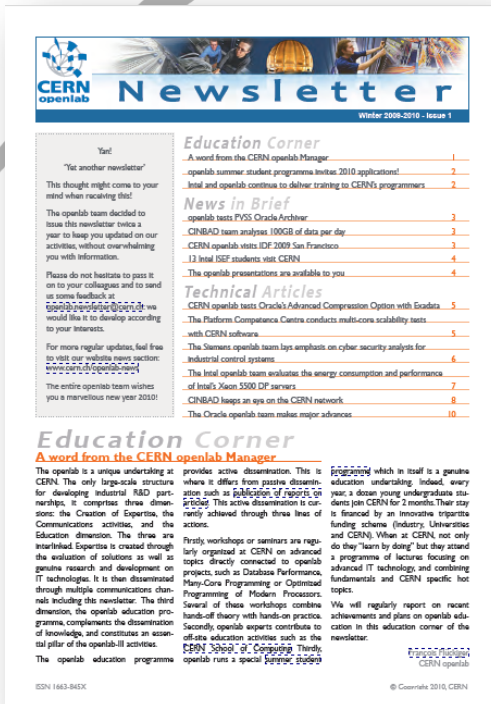 CERN
openlab
Newsletter
Winter 2009-2010 - Issue 1
Yan!
'Yet another newsletter'
This thought might come to your
mind when receiving this!
The openlab team decided to
issue this newsletter twice a
year to keep you updated on our
activities, without overwhelming
you with information.
Please do not hesitate to pass it
on to your colleagues and to send
us some feedback at
openlab.newsletter@cern.ch: we
would like it to develop according
to your interests.
For more regular updates, feel free
to visit our website news section:
www.cern.ch/openlab-news
The entire openlab team wishes
you a marvellous new year 2010!
Education Corner
A word from the CERN openlab Manager 1
openlab summer student programme invites 2010 applications! 2
Intel and openlab continue to deliver training to CERN's programmers 2
News in Brief
openlab tests PVSS Oracle Archiver 3
CINBAD team analyses 100GB of data per day 3
CERN openlab visits IDF 2009 San Francisco 3
13 Intel ISEF students visit CERN 4
The openlab presentations are available to you 4
Technical Articles
CERN openlab tests Oracle's Advanced Compression Option with Exadata 5
The Platform Competence Centre conducts multi-core scalability tests
with CERN software 5
The Siemens openlab team lays emphasis on cyber security analysis for
industrial control systems 6
The Intel openlab team evaluates the energy consumption and performance
of Intel's Xeon 5500 DP servers 7
CINBAD keeps an eye on the CERN network 8
The Oracle openlab team makes major advances 10
Education Corner
A word from the CERN openlab Manager
The openlab is a unique undertaking at
CERN. The only large-scale structure
for developing industrial R&D part-
nerships, it comprises three dimen-
sions: the Creation of Expertise, the
Communications activities, and the
Education dimension. The three are
interlinked. Expertise is created through
the evaluation of solutions as well as
genuine research and development on
IT technologies. It is then disseminated
through multiple communications chan-
nels including this newsletter. The third
dimension, the openlab education pro-
gramme, complements the dissemination
of knowledge, and constitutes an essen-
tial pillar of the openlab-III activities.
The openlab education programme
provides active dissemination. This is
where it differs from passive dissemin-
ation such as publication of reports on
articles. This active dissemination is cur-
rently achieved through three lines of
actions.
Firstly, workshops or seminars are regu-
larly organized at CERN on advanced
topics directly connected to openlab
projects, such as Database Performance,
Many-Core Programming or Optimized
Programming of Modern Processors.
Several of these workshops combine
hands-off theory with hands-on practice.
Secondly, openlab experts contribute to
off-site education activities such as the
CERN School of Computing Thirdly,
openlab runs a special summer student
programme which in itself is a genuine
education undertaking. Indeed, every
year, a dozen young undergraduate stu-
dents join CERN for 2 months. Their stay
is financed by an innovative tripartite
funding scheme (Industry, Universities
and CERN). When at CERN, not only
do they "learn by doing" but they attend
a programme of lectures focusing on
advanced IT technology, and combining
fundamentals and CERN specific hot
topics.
We will regularly report on recent
achievements and plans on openlab edu-
cation in this education corner of the
newsletter.
François Flückiger,
CERN openlab
ISSN 1663-845X
© Copyright 2010, CERN